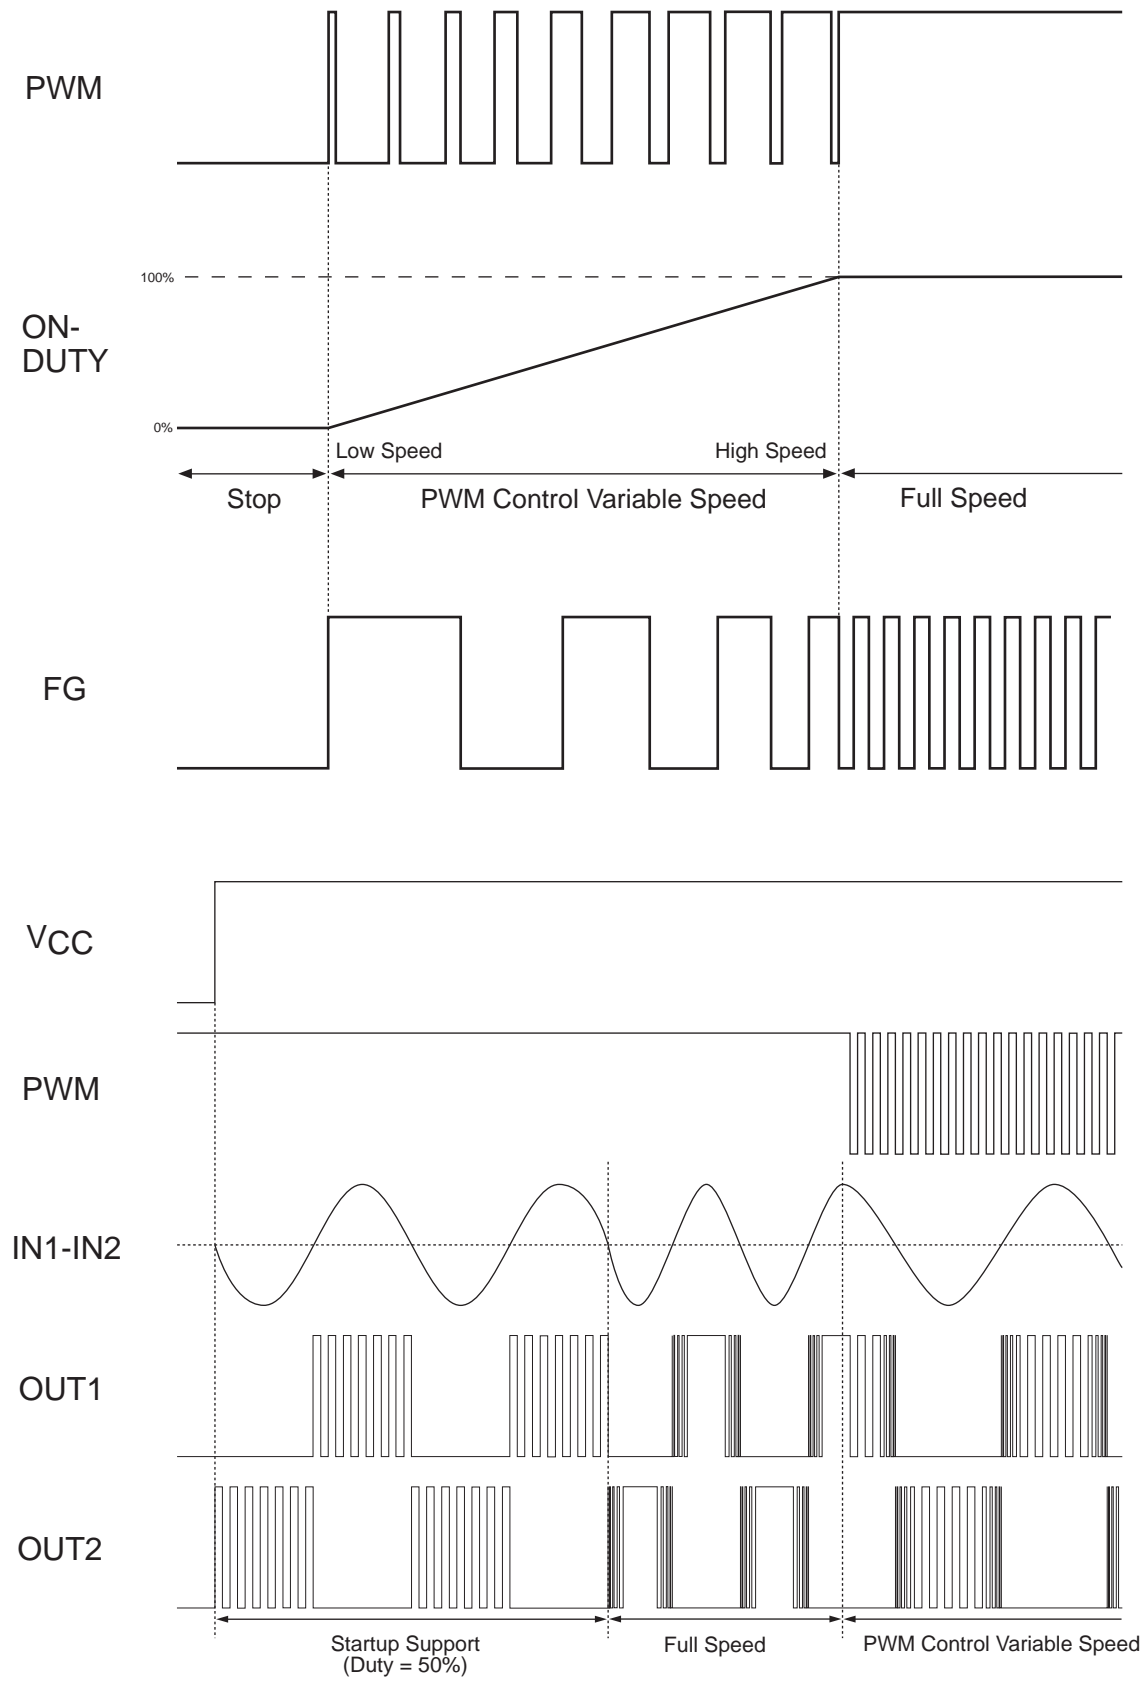 PWM
100%
ON-
DUTY
0%
Low Speed
High Speed
Stop
PWM Control Variable Speed
Full Speed
FG
VCC
PWM
IN1-IN2
OUT1
OUT2
Startup Support
(Duty = 50%)
Full Speed
PWM Control Variable Speed